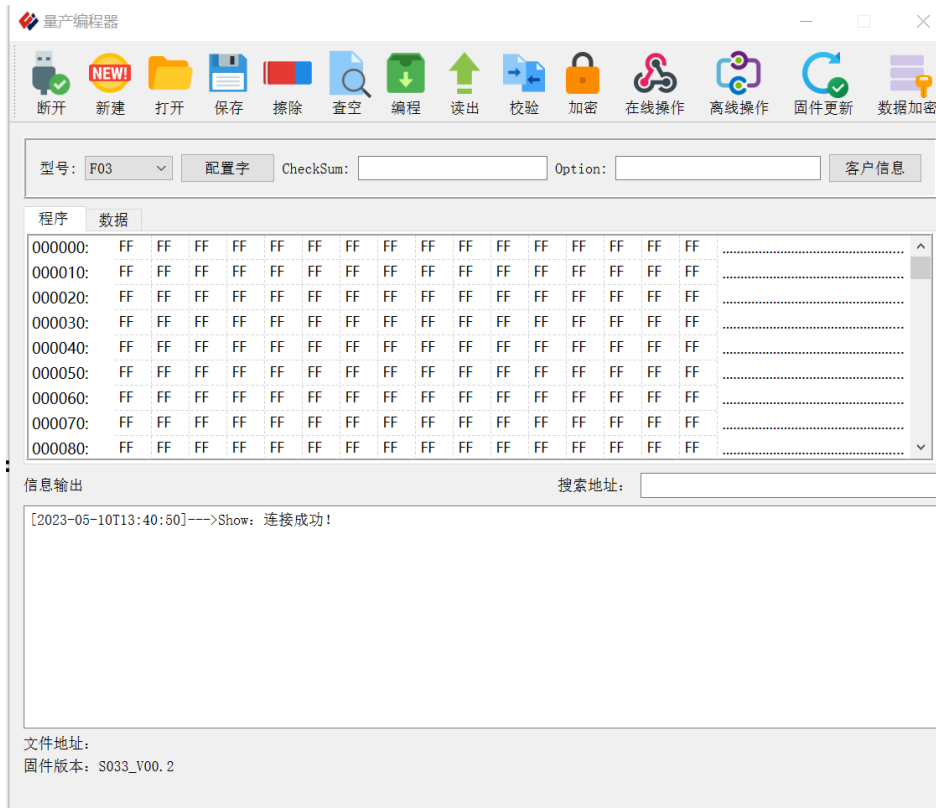 量产编程器
NEW!
断开 新建 打开 保存 擦除 查空 编程 读出 校验 加密 在线操作 离线操作 固件更新 数据加密
型号: F03 配置字 CheckSum: Option: 客户信息
程序 数据
000000: FF FF FF FF FF FF FF FF FF FF FF FF FF FF FF FF ................................................
000010: FF FF FF FF FF FF FF FF FF FF FF FF FF FF FF FF ................................................
000020: FF FF FF FF FF FF FF FF FF FF FF FF FF FF FF FF ................................................
000030: FF FF FF FF FF FF FF FF FF FF FF FF FF FF FF FF ................................................
000040: FF FF FF FF FF FF FF FF FF FF FF FF FF FF FF FF ................................................
000050: FF FF FF FF FF FF FF FF FF FF FF FF FF FF FF FF ................................................
000060: FF FF FF FF FF FF FF FF FF FF FF FF FF FF FF FF ................................................
000070: FF FF FF FF FF FF FF FF FF FF FF FF FF FF FF FF ................................................
000080: FF FF FF FF FF FF FF FF FF FF FF FF FF FF FF FF ................................................
信息输出 搜索地址:
[2023-05-10T13:40:50]--->Show: 连接成功!
文件地址:
固件版本: S033_V00.2